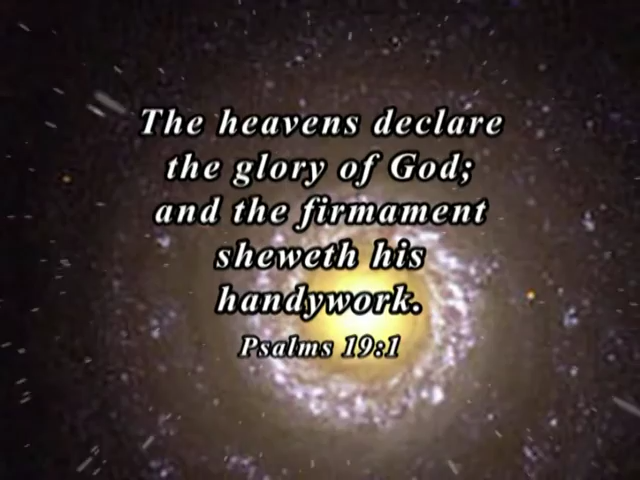 The heavens declare
the glory of God;
and the firmament
sheweth his
handywork.
Psalms 19:1